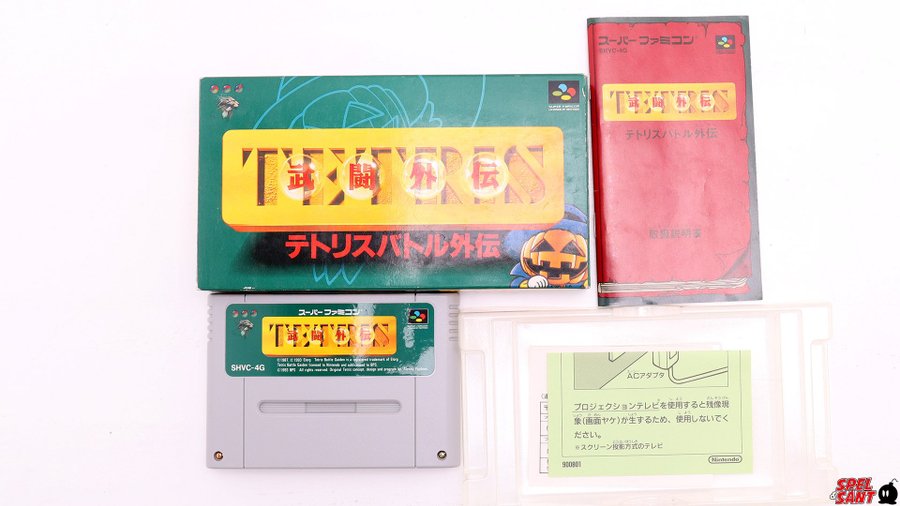 SUPER FAMICOM
TETRIS
武闘外伝
テトリスバトル外伝
スーパーファミコン
SHVC-4G
TETRIS
武闘外伝
テトリスバトル外伝
取扱説明書
スーパーファミコン
TETRIS
武闘外伝
SHVC-4G
ACアダプタ
プロジェクションテレビを使用すると残像現
象(画面ヤケ)が生するため、使用しないでく
ださい。
※スクリーン投影方式のテレビ
900801
Nintendo
SPEL
SANT